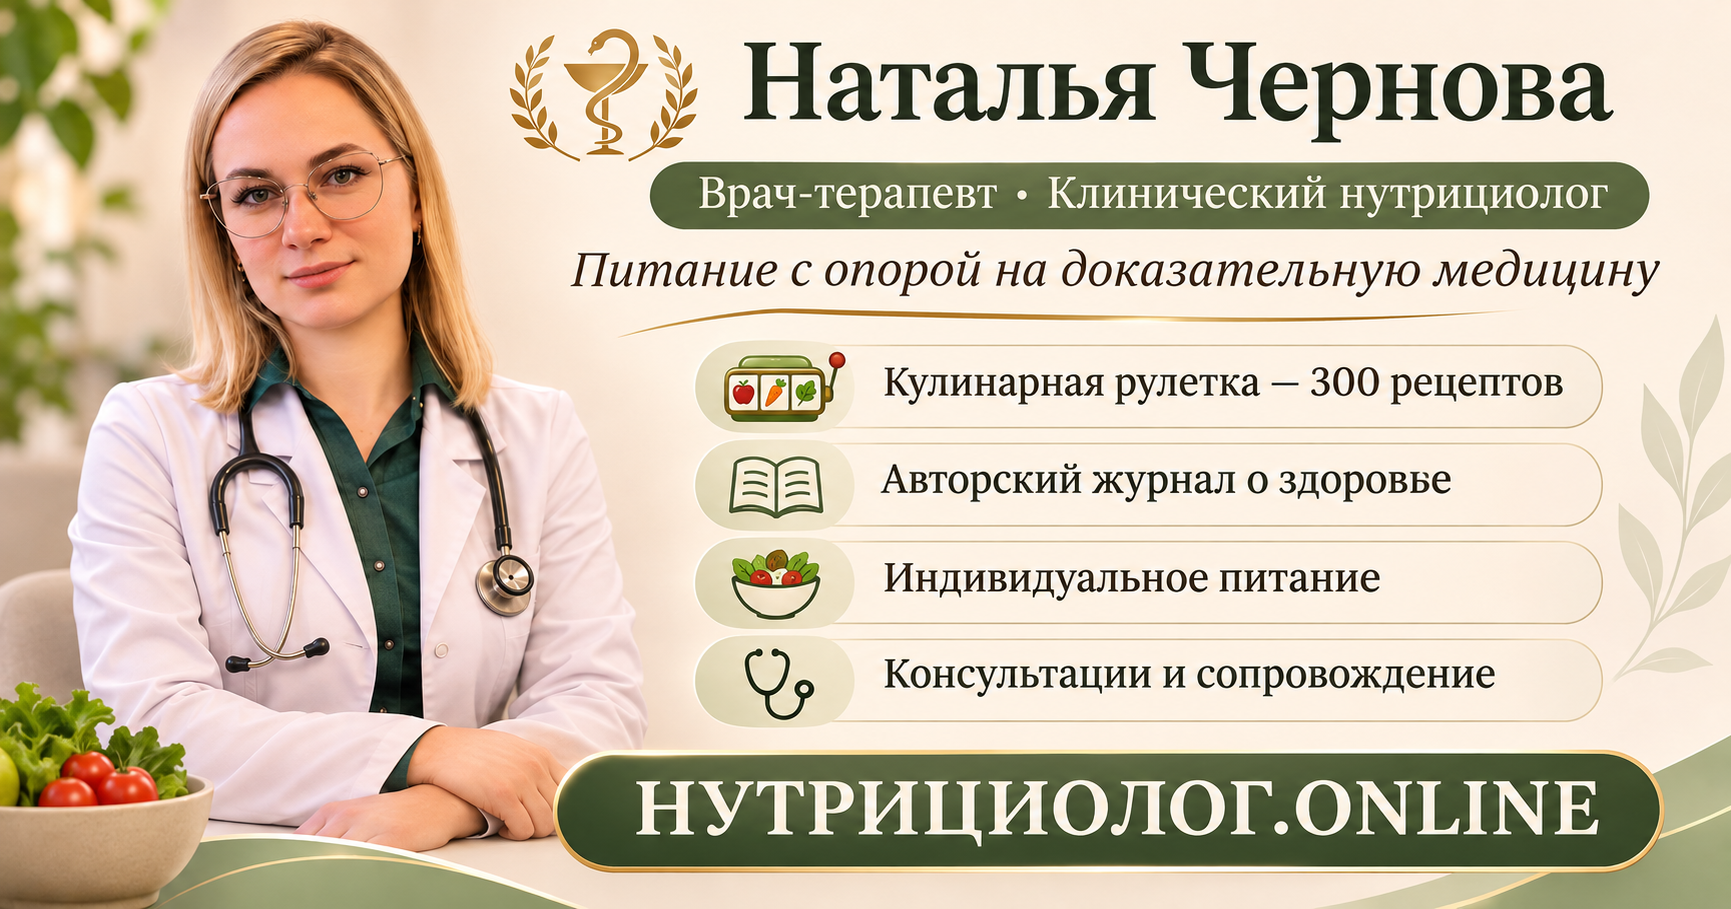 Наталья Чернова
Врач-терапевт • Клинический нутрициолог
Питание с опорой на доказательную медицину
Кулинарная рулетка — 300 рецептов
Авторский журнал о здоровье
Индивидуальное питание
Консультации и сопровождение
НУТРИЦИОЛОГ.ONLINE